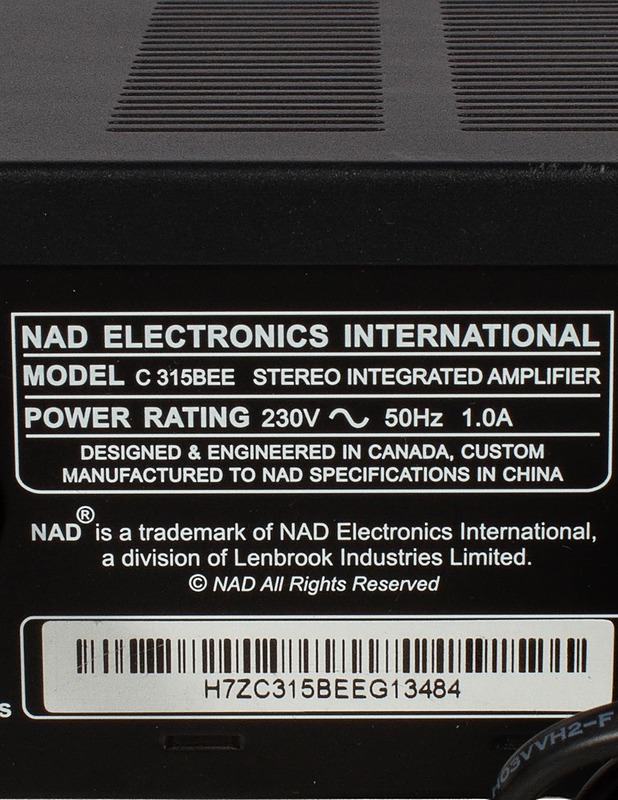 NAD ELECTRONICS INTERNATIONAL
MODEL C 315BEE STEREO INTEGRATED AMPLIFIER
POWER RATING 230V ~ 50Hz 1.0A
DESIGNED & ENGINEERED IN CANADA, CUSTOM
MANUFACTURED TO NAD SPECIFICATIONS IN CHINA
NAD® is a trademark of NAD Electronics International,
a division of Lenbrook Industries Limited.
© NAD All Rights Reserved
H7ZC315BEEG13484
s
H03VVH2-F